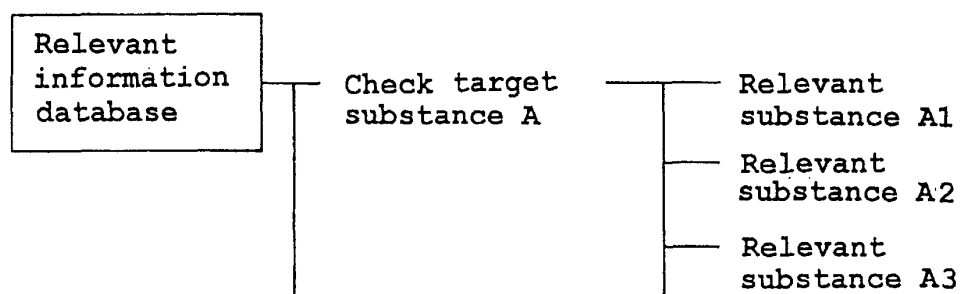 Relevant
information
database
Check target
substance A
Relevant
substance A1
Relevant
substance A2
Relevant
substance A3